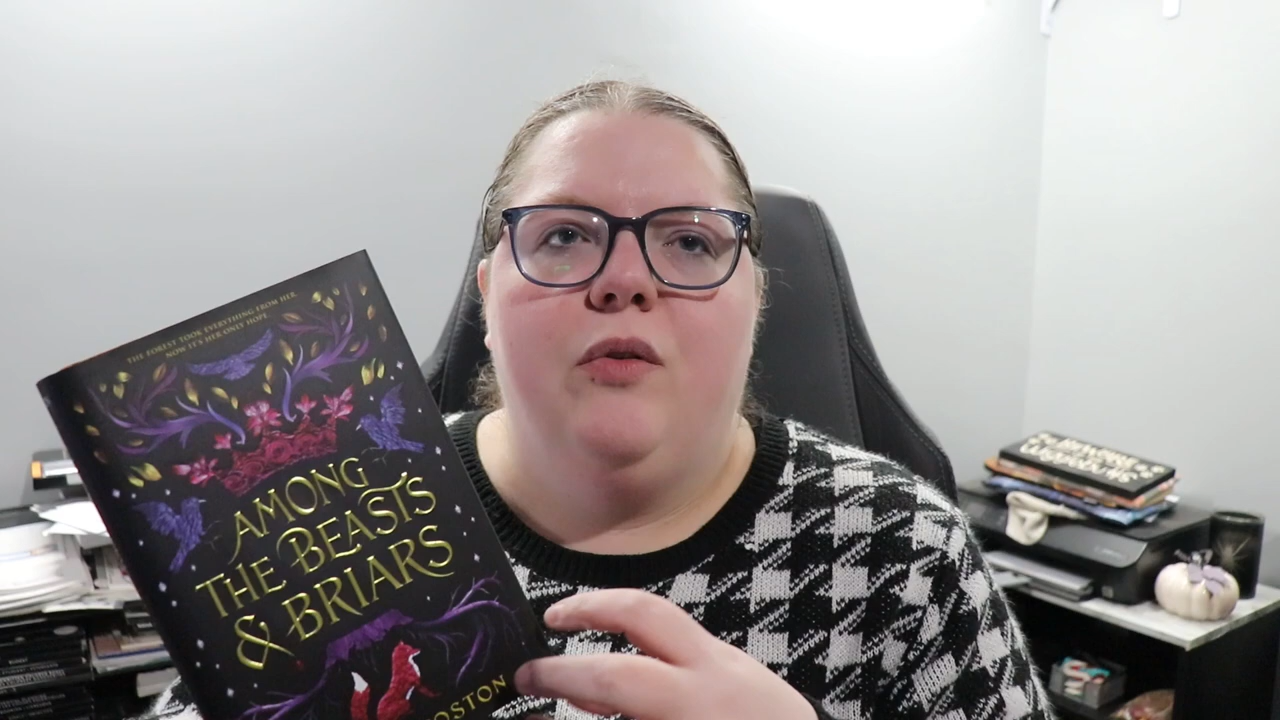 THE FOREST TOOK EVERYTHING FROM HER.
NOW IT'S HER ONLY HOPE.
AMONG
THE BEASTS
& BRIARS
OSTON